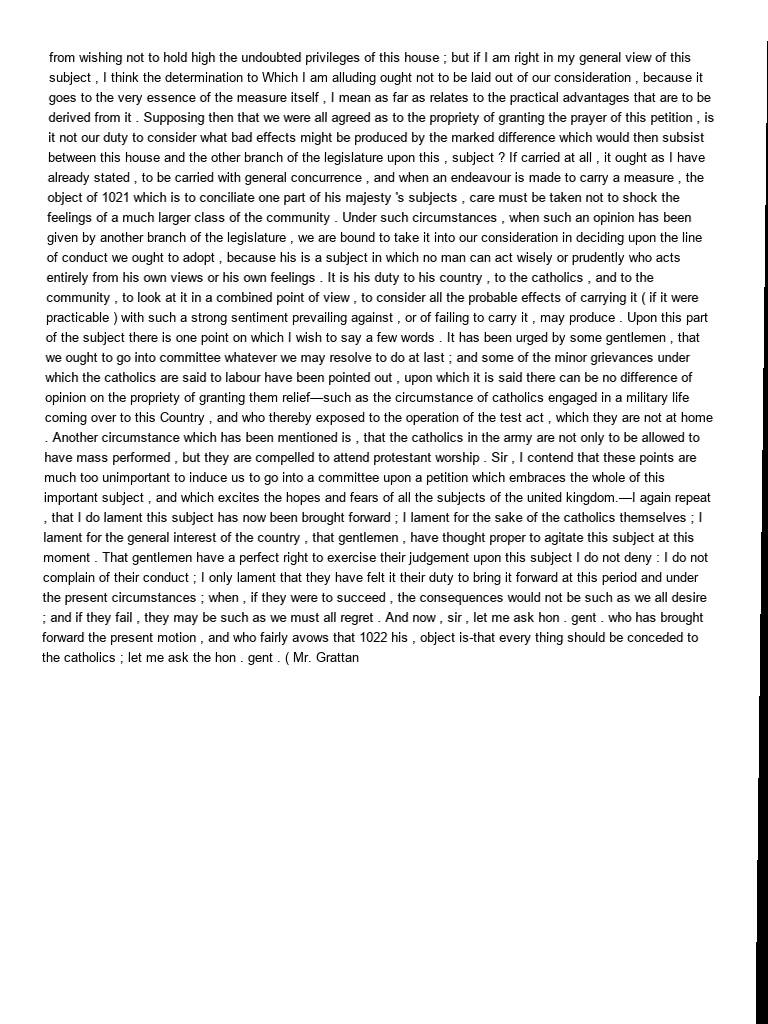 from wishing not to hold high the undoubted privileges of this house ; but if I am right in my general view of this
subject , I think the determination to Which I am alluding ought not to be laid out of our consideration , because it
goes to the very essence of the measure itself , I mean as far as relates to the practical advantages that are to be
derived from it . Supposing then that we were all agreed as to the propriety of granting the prayer of this petition , is
it not our duty to consider what bad effects might be produced by the marked difference which would then subsist
between this house and the other branch of the legislature upon this , subject ? If carried at all , it ought as I have
already stated , to be carried with general concurrence , and when an endeavour is made to carry a measure , the
object of 1021 which is to conciliate one part of his majesty 's subjects , care must be taken not to shock the
feelings of a much larger class of the community . Under such circumstances , when such an opinion has been
given by another branch of the legislature , we are bound to take it into our consideration in deciding upon the line
of conduct we ought to adopt , because his is a subject in which no man can act wisely or prudently who acts
entirely from his own views or his own feelings . It is his duty to his country , to the catholics , and to the
community , to look at it in a combined point of view , to consider all the probable effects of carrying it ( if it were
practicable ) with such a strong sentiment prevailing against , or of failing to carry it , may produce . Upon this part
of the subject there is one point on which I wish to say a few words . It has been urged by some gentlemen , that
we ought to go into committee whatever we may resolve to do at last ; and some of the minor grievances under
which the catholics are said to labour have been pointed out , upon which it is said there can be no difference of
opinion on the propriety of granting them relief—such as the circumstance of catholics engaged in a military life
coming over to this Country , and who thereby exposed to the operation of the test act , which they are not at home
. Another circumstance which has been mentioned is , that the catholics in the army are not only to be allowed to
have mass performed , but they are compelled to attend protestant worship . Sir , I contend that these points are
much too unimportant to induce us to go into a committee upon a petition which embraces the whole of this
important subject , and which excites the hopes and fears of all the subjects of the united kingdom.—I again repeat
, that I do lament this subject has now been brought forward ; I lament for the sake of the catholics themselves ; I
lament for the general interest of the country , that gentlemen , have thought proper to agitate this subject at this
moment . That gentlemen have a perfect right to exercise their judgement upon this subject I do not deny : I do not
complain of their conduct ; I only lament that they have felt it their duty to bring it forward at this period and under
the present circumstances ; when , if they were to succeed , the consequences would not be such as we all desire
; and if they fail , they may be such as we must all regret . And now , sir , let me ask hon . gent . who has brought
forward the present motion , and who fairly avows that 1022 his , object is-that every thing should be conceded to
the catholics ; let me ask the hon . gent . ( Mr. Grattan